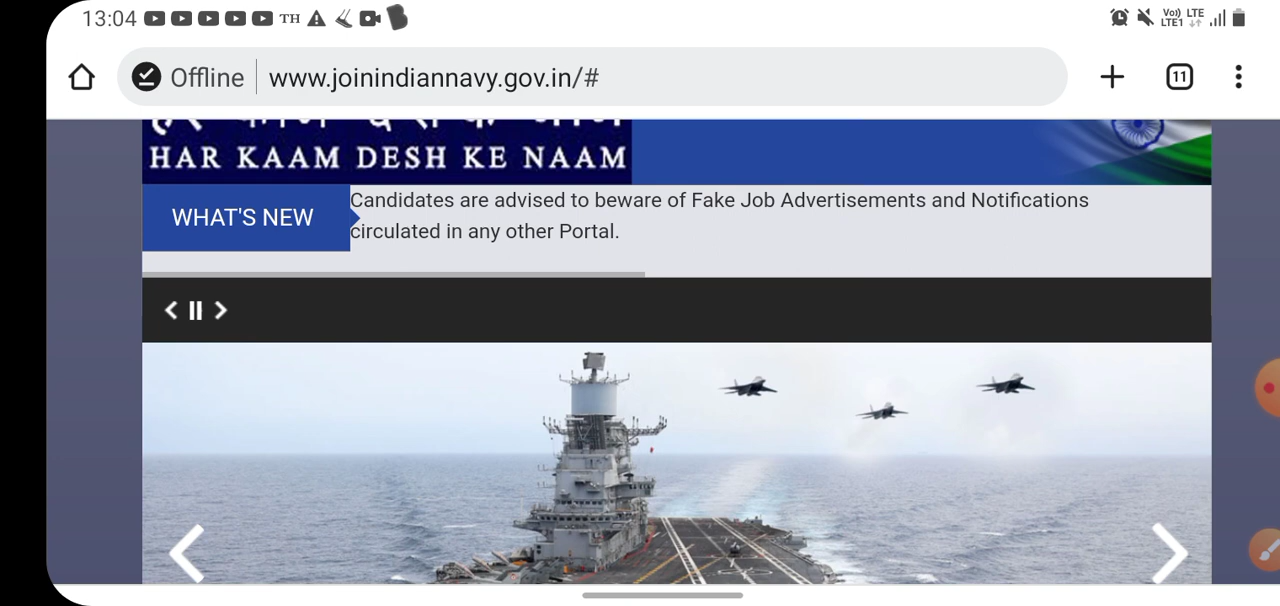 13:04 TH Vo)) LTE
LTE1
Offline www.joinindiannavy.gov.in/# 11
HAR KAAM DESH KE NAAM
WHAT'S NEW
Candidates are advised to beware of Fake Job Advertisements and Notifications
circulated in any other Portal.